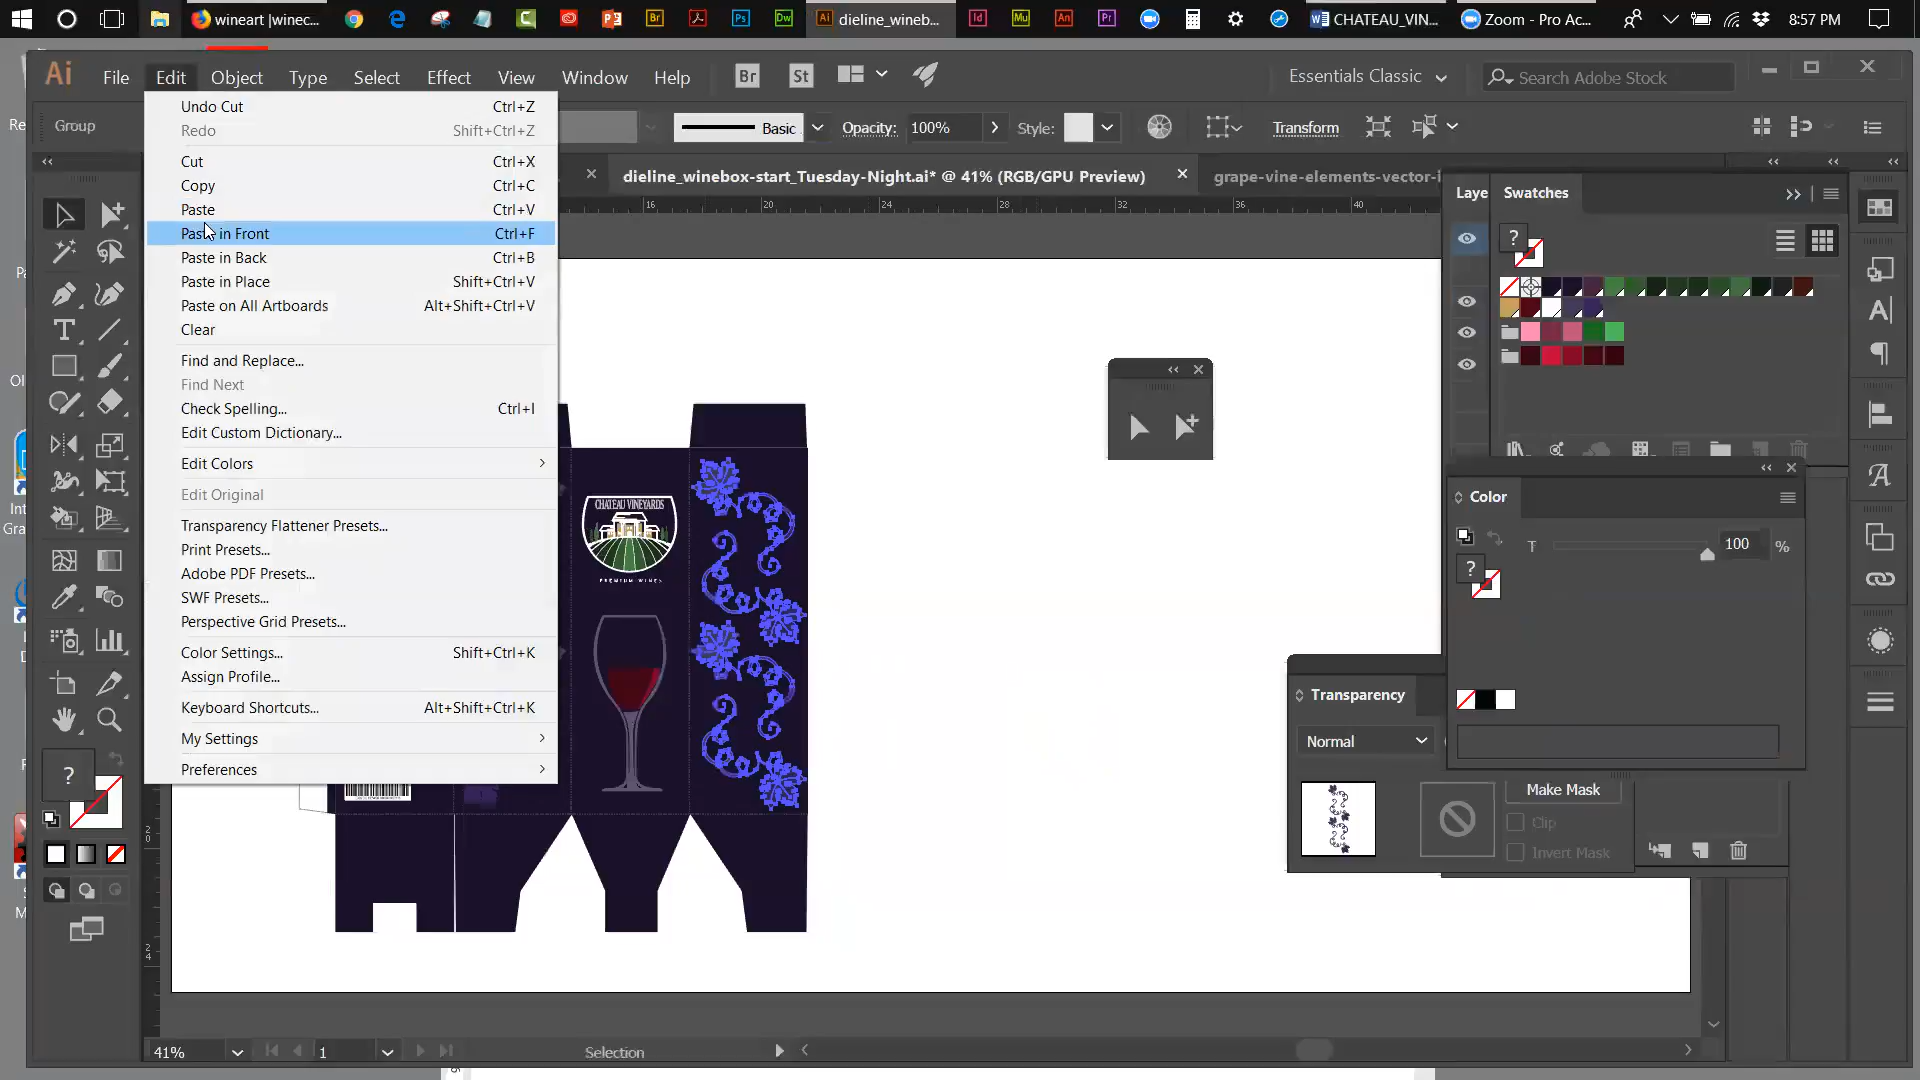 wineart |winec...
dieline_wineb...
CHATEAU_VIN...
Zoom - Pro Ac...
8:57 PM
Ai
File
Edit
Object
Type
Select
Effect
View
Window
Help
Br
St
Essentials Classic
Search Adobe Stock
Group
Basic
Opacity:
100%
Style:
Transform
dieline_winebox-start_Tuesday-Night.ai* @ 41% (RGB/GPU Preview)
grape-vine-elements-vector-i
16
20
24
28
32
36
40
Undo Cut Ctrl+Z
Redo Shift+Ctrl+Z
Cut Ctrl+X
Copy Ctrl+C
Paste Ctrl+V
Paste in Front Ctrl+F
Paste in Back Ctrl+B
Paste in Place Shift+Ctrl+V
Paste on All Artboards Alt+Shift+Ctrl+V
Clear
Find and Replace...
Find Next
Check Spelling... Ctrl+I
Edit Custom Dictionary...
Edit Colors
Edit Original
Transparency Flattener Presets...
Print Presets...
Adobe PDF Presets...
SWF Presets...
Perspective Grid Presets...
Color Settings... Shift+Ctrl+K
Assign Profile...
Keyboard Shortcuts... Alt+Shift+Ctrl+K
My Settings
Preferences
Laye
Swatches
Color
T
100 %
CHATEAU VINEYARDS
PREMIUM WINES
Transparency
Normal
Make Mask
Clip
Invert Mask
41%
1
Selection